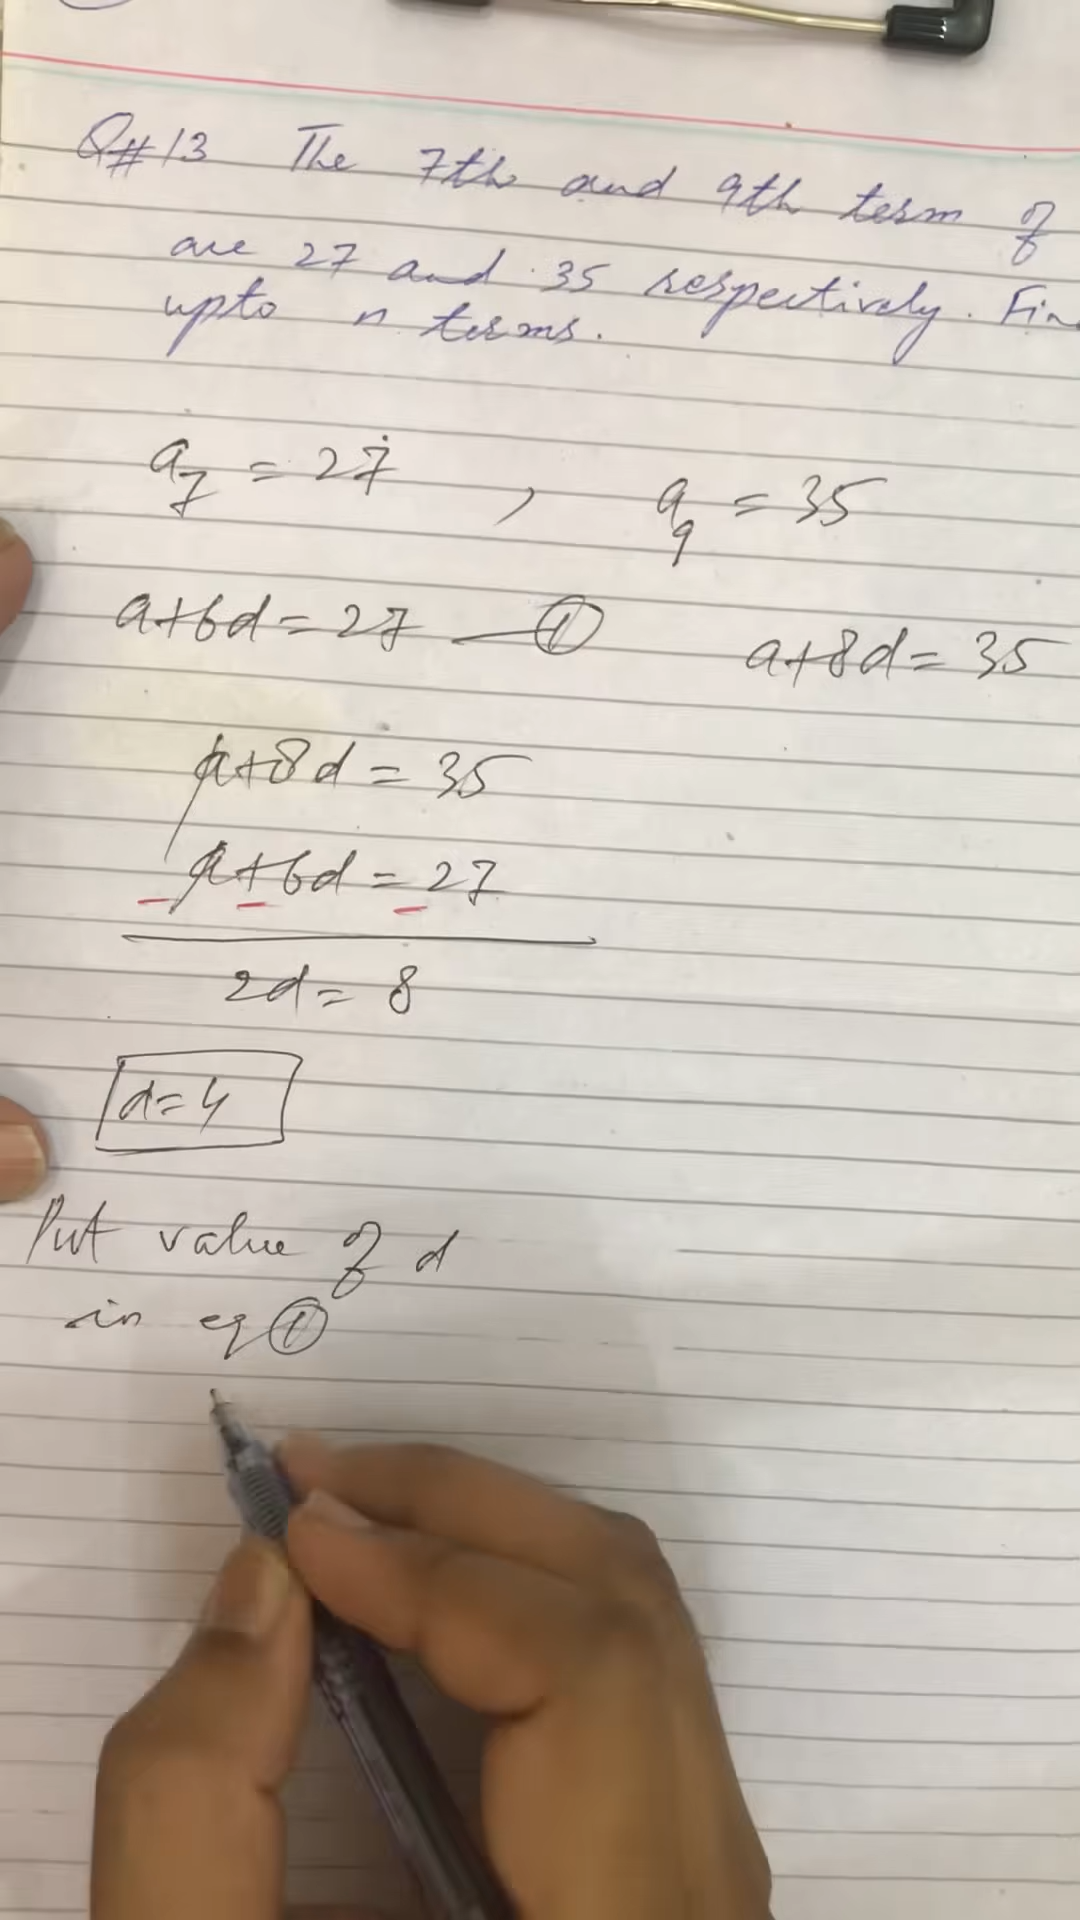 Q#13 The 7th and 9th term of
are 27 and 35 respectively. Fin
upto n terms.
a₇ = 27 , a₉ = 35
a+6d=27 — ① a+8d=35
a+8d=35
a+6d=27
- - -
2d=8
d=4
Put value of d
in eq ①